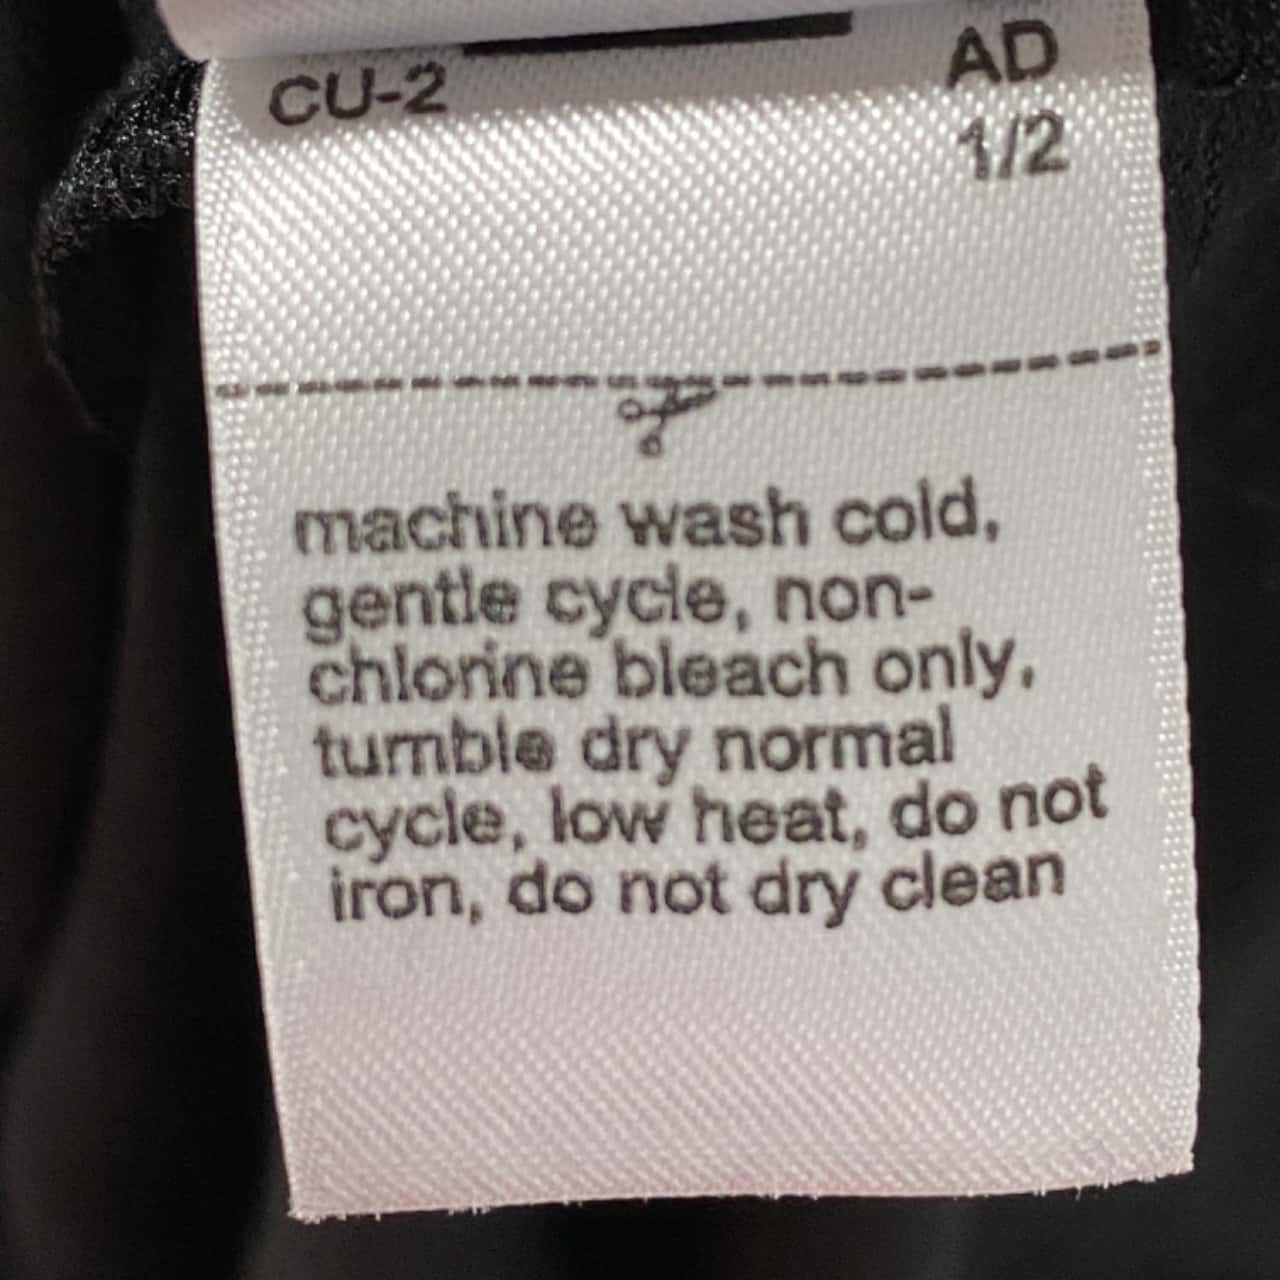 CU-2
AD
1/2
machine wash cold,
gentle cycle, non-
chlorine bleach only,
tumble dry normal
cycle, low heat, do not
iron, do not dry clean